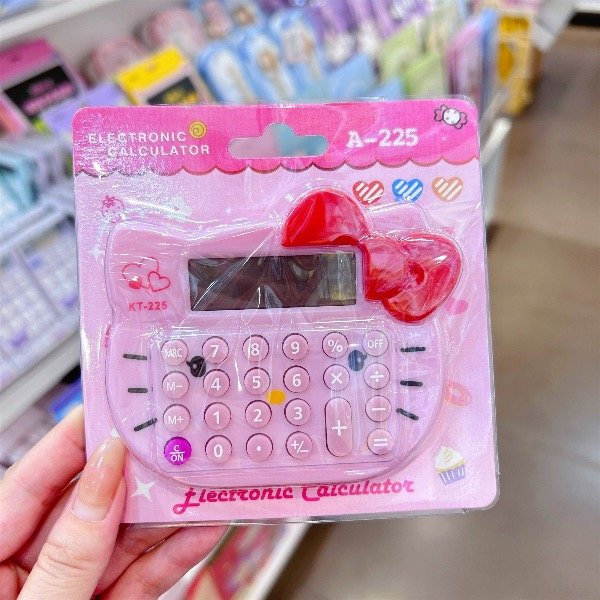 ELECTRONIC
CALCULATOR
A-225
KT-225
MRC 7 8 9 % OFF
M- 4 5 6 × ÷
M+ 1 2 3 + −
C/ON 0 . +/− =
Electronic Calculator